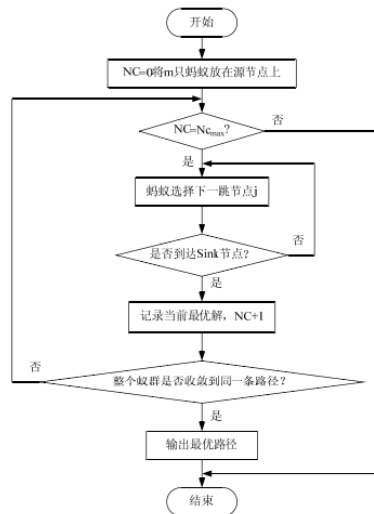 开始
NC=0将m只蚂蚁放在源节点上
NC=Ncmax?
否
是
蚂蚁选择下一跳节点j
是否到达Sink节点?
否
是
记录当前最优解，NC+1
否
整个蚁群是否收敛到同一条路径?
是
输出最优路径
结束